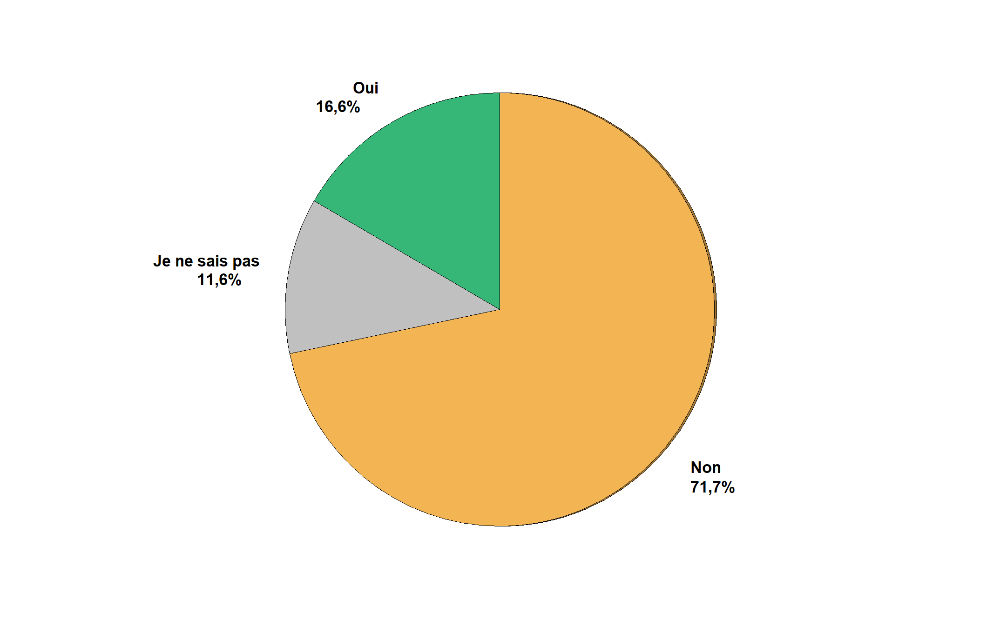 Oui
16,6%
Je ne sais pas
11,6%
Non
71,7%